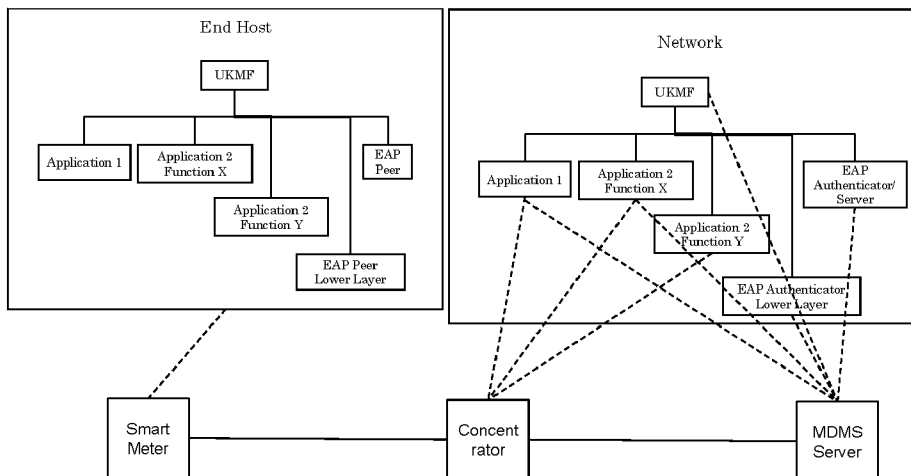 End Host
UKMF
Application 1
Application 2
Function X
EAP
Peer
Application 2
Function Y
EAP Peer
Lower Layer
Network
UKMF
Application 1
Application 2
Function X
EAP
Authenticator/
Server
Application 2
Function Y
EAP Authenticator
Lower Layer
Smart
Meter
Concent
rator
MDMS
Server